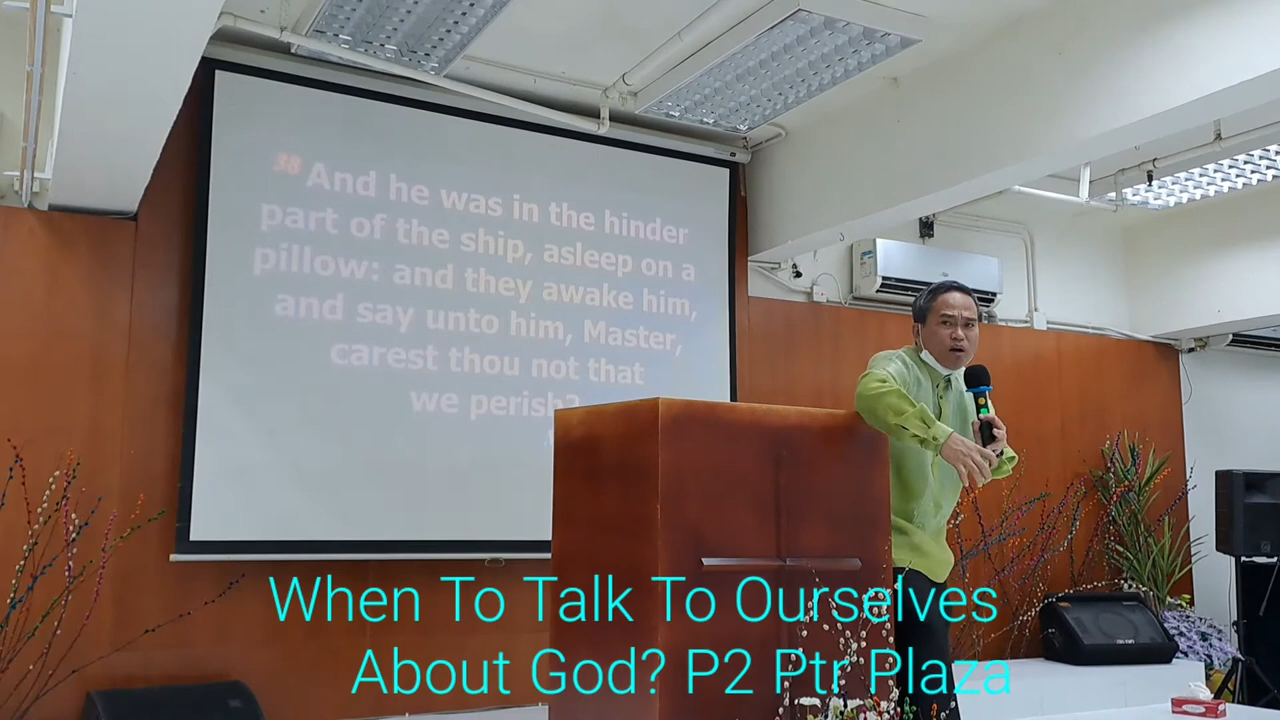 38 And he was in the hinder
part of the ship, asleep on a
pillow: and they awake him,
and say unto him, Master,
carest thou not that
we perish?
When To Talk To Ourselves
About God? P2 Ptr Plaza